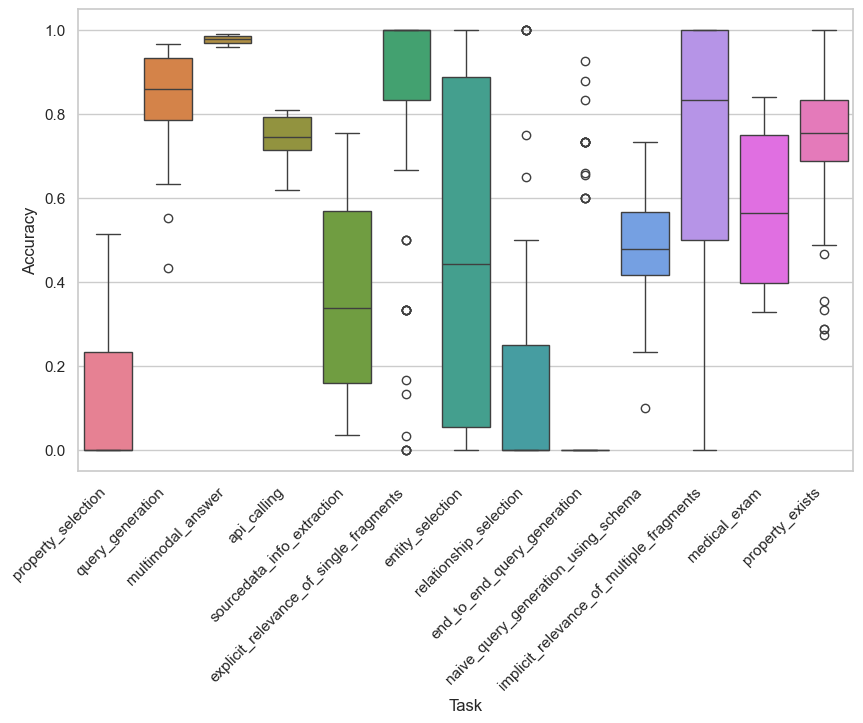 1.0
0.8
0.6
0.4
0.2
0.0
Accuracy
property_selection
query_generation
multimodal_answer
api_calling
sourcedata_info_extraction
explicit_relevance_of_single_fragments
entity_selection
relationship_selection
end_to_end_query_generation
naive_query_generation_using_schema
implicit_relevance_of_multiple_fragments
medical_exam
property_exists
Task